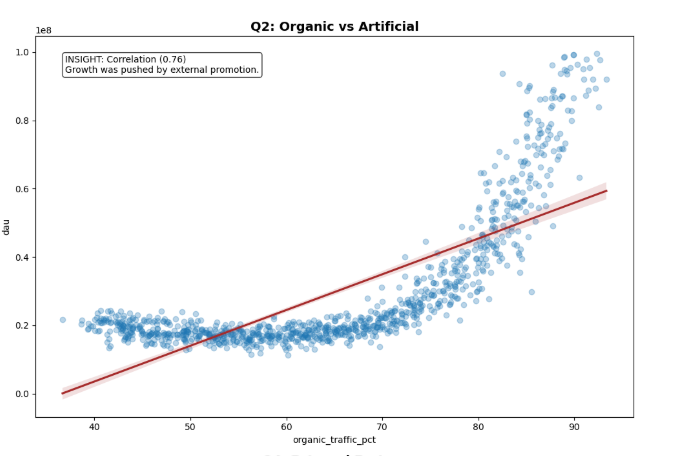 Q2: Organic vs Artificial
1e8
INSIGHT: Correlation (0.76)
Growth was pushed by external promotion.
1.0
0.8
0.6
0.4
0.2
0.0
dau
40 50 60 70 80 90
organic_traffic_pct